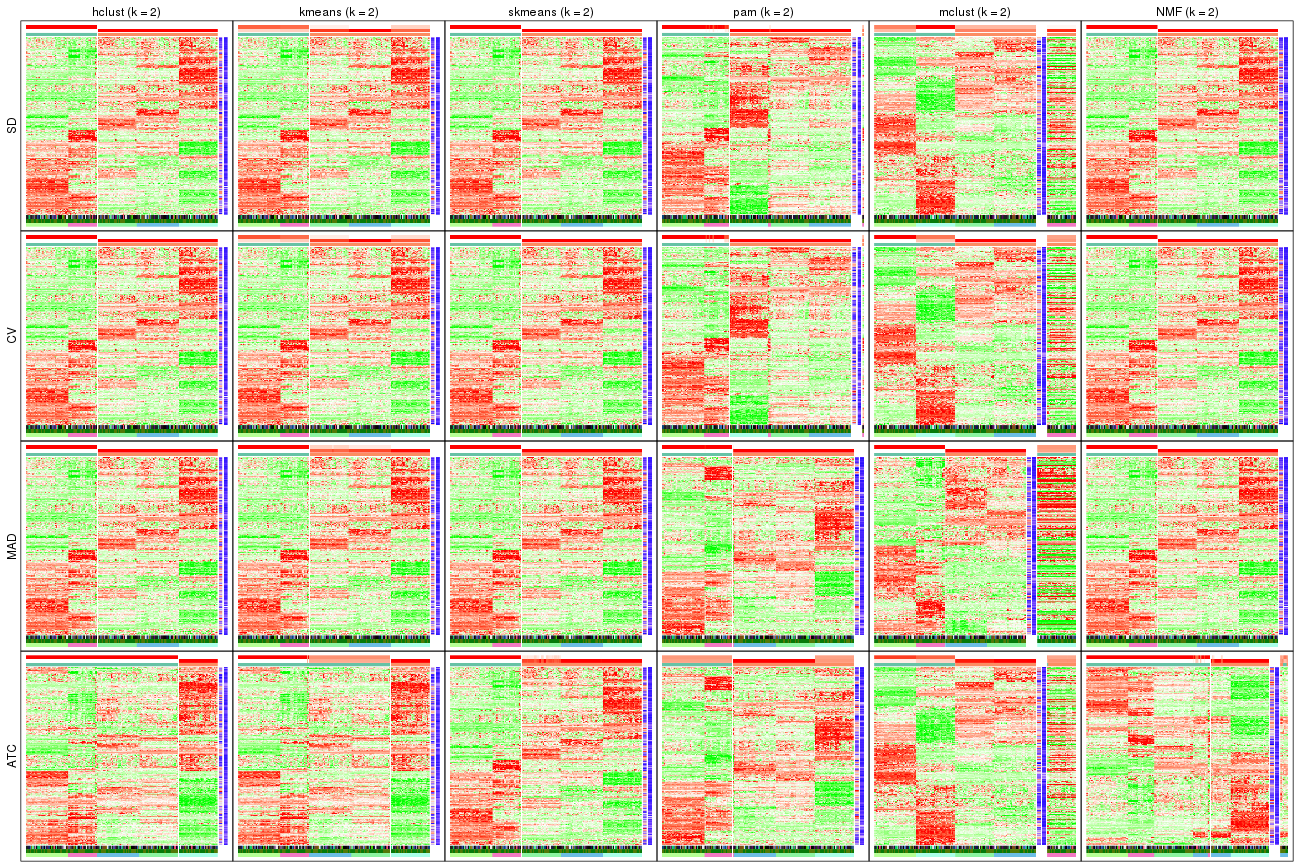 hclust (k = 2) kmeans (k = 2) skmeans (k = 2) pam (k = 2) mclust (k = 2) NMF (k = 2)
SD
CV
MAD
ATC